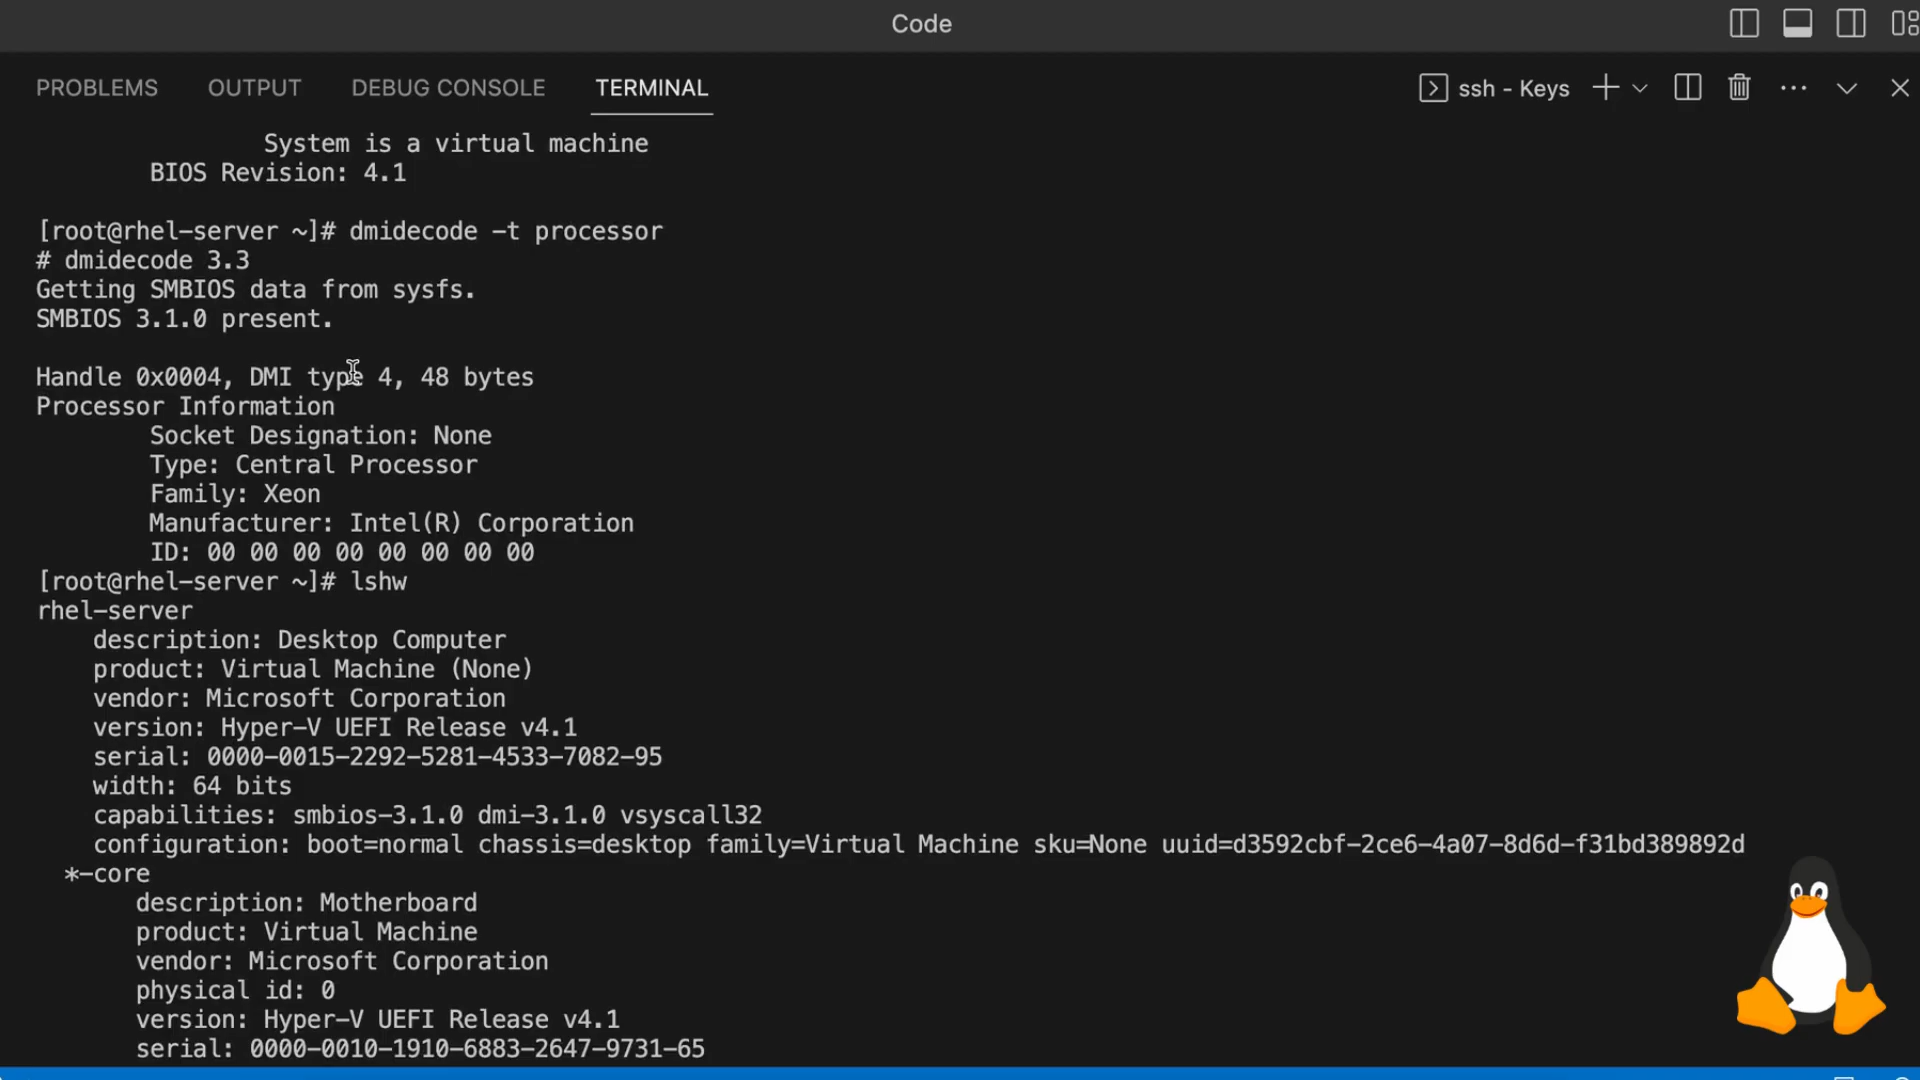 Code
PROBLEMS OUTPUT DEBUG CONSOLE TERMINAL ssh - Keys
System is a virtual machine
BIOS Revision: 4.1
[root@rhel-server ~]# dmidecode -t processor
# dmidecode 3.3
Getting SMBIOS data from sysfs.
SMBIOS 3.1.0 present.
Handle 0x0004, DMI type 4, 48 bytes
Processor Information
Socket Designation: None
Type: Central Processor
Family: Xeon
Manufacturer: Intel(R) Corporation
ID: 00 00 00 00 00 00 00 00
[root@rhel-server ~]# lshw
rhel-server
description: Desktop Computer
product: Virtual Machine (None)
vendor: Microsoft Corporation
version: Hyper-V UEFI Release v4.1
serial: 0000-0015-2292-5281-4533-7082-95
width: 64 bits
capabilities: smbios-3.1.0 dmi-3.1.0 vsyscall32
configuration: boot=normal chassis=desktop family=Virtual Machine sku=None uuid=d3592cbf-2ce6-4a07-8d6d-f31bd389892d
*-core
description: Motherboard
product: Virtual Machine
vendor: Microsoft Corporation
physical id: 0
version: Hyper-V UEFI Release v4.1
serial: 0000-0010-1910-6883-2647-9731-65